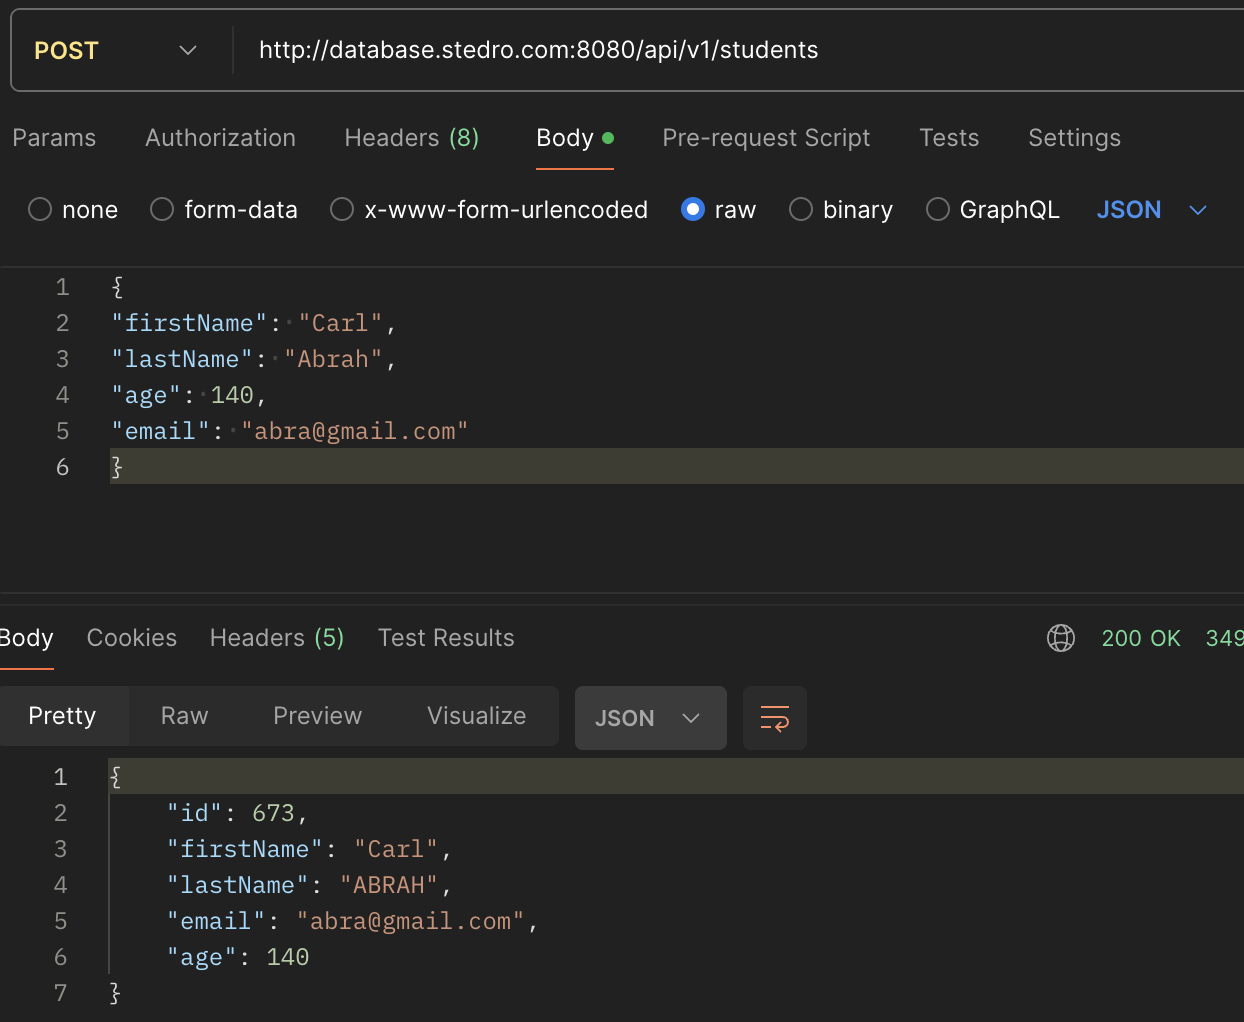 POST http://database.stedro.com:8080/api/v1/students
Params Authorization Headers (8) Body Pre-request Script Tests Settings
none form-data x-www-form-urlencoded raw binary GraphQL JSON
1 {
2 "firstName": "Carl",
3 "lastName": "Abrah",
4 "age": 140,
5 "email": "abra@gmail.com"
6 }
Body Cookies Headers (5) Test Results 200 OK 349
Pretty Raw Preview Visualize JSON
1 {
2 "id": 673,
3 "firstName": "Carl",
4 "lastName": "ABRAH",
5 "email": "abra@gmail.com",
6 "age": 140
7 }